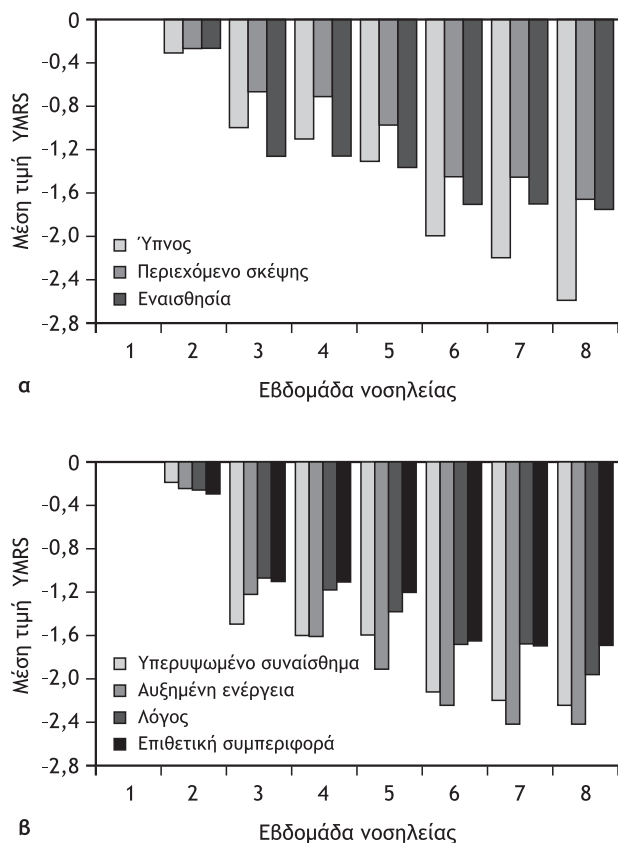 0
-0,4
-0,8
-1,2
-1,6
-2,0
-2,4
-2,8
Μέση τιμή YMRS
Ύπνος
Περιεχόμενο σκέψης
Εναισθησία
1 2 3 4 5 6 7 8
α
Εβδομάδα νοσηλείας
0
-0,4
-0,8
-1,2
-1,6
-2,0
-2,4
-2,8
Μέση τιμή YMRS
Υπερυψωμένο συναίσθημα
Αυξημένη ενέργεια
Λόγος
Επιθετική συμπεριφορά
1 2 3 4 5 6 7 8
β
Εβδομάδα νοσηλείας